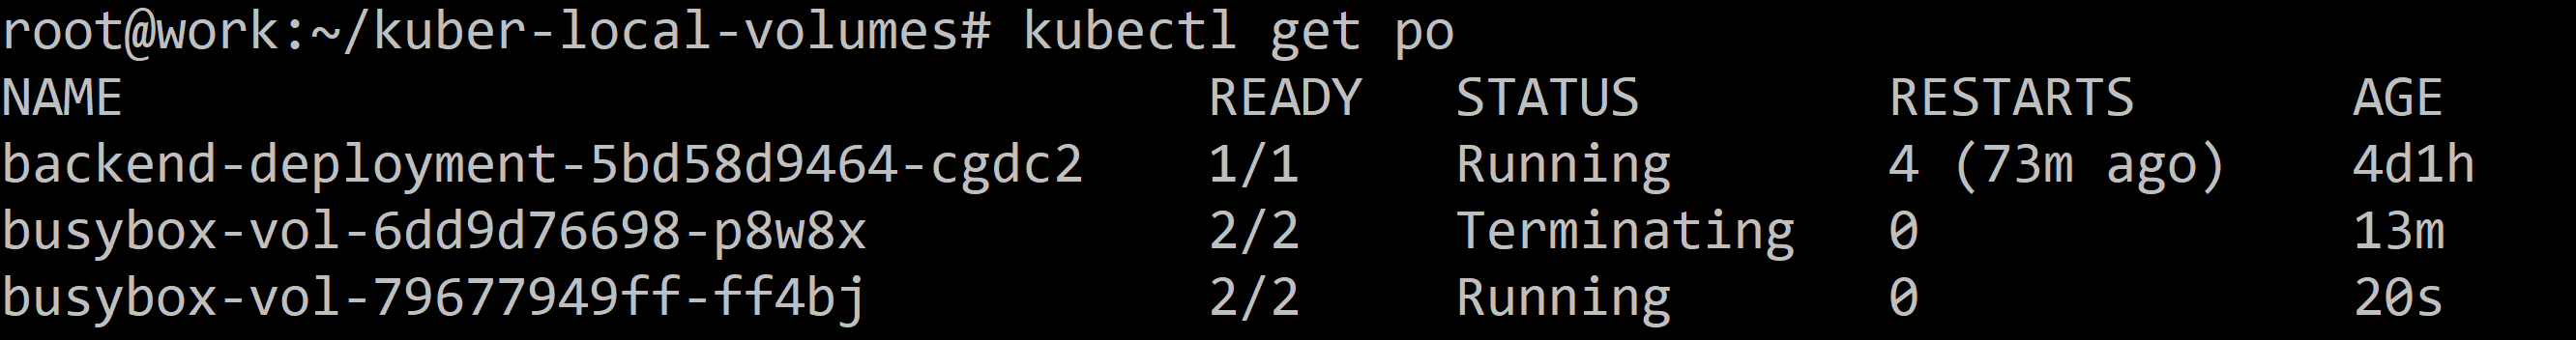 root@work:~/kuber-local-volumes# kubectl get po
NAME                                  READY   STATUS        RESTARTS       AGE
backend-deployment-5bd58d9464-cgdc2   1/1     Running       4 (73m ago)    4d1h
busybox-vol-6dd9d76698-p8w8x          2/2     Terminating   0              13m
busybox-vol-79677949ff-ff4bj          2/2     Running       0              20s